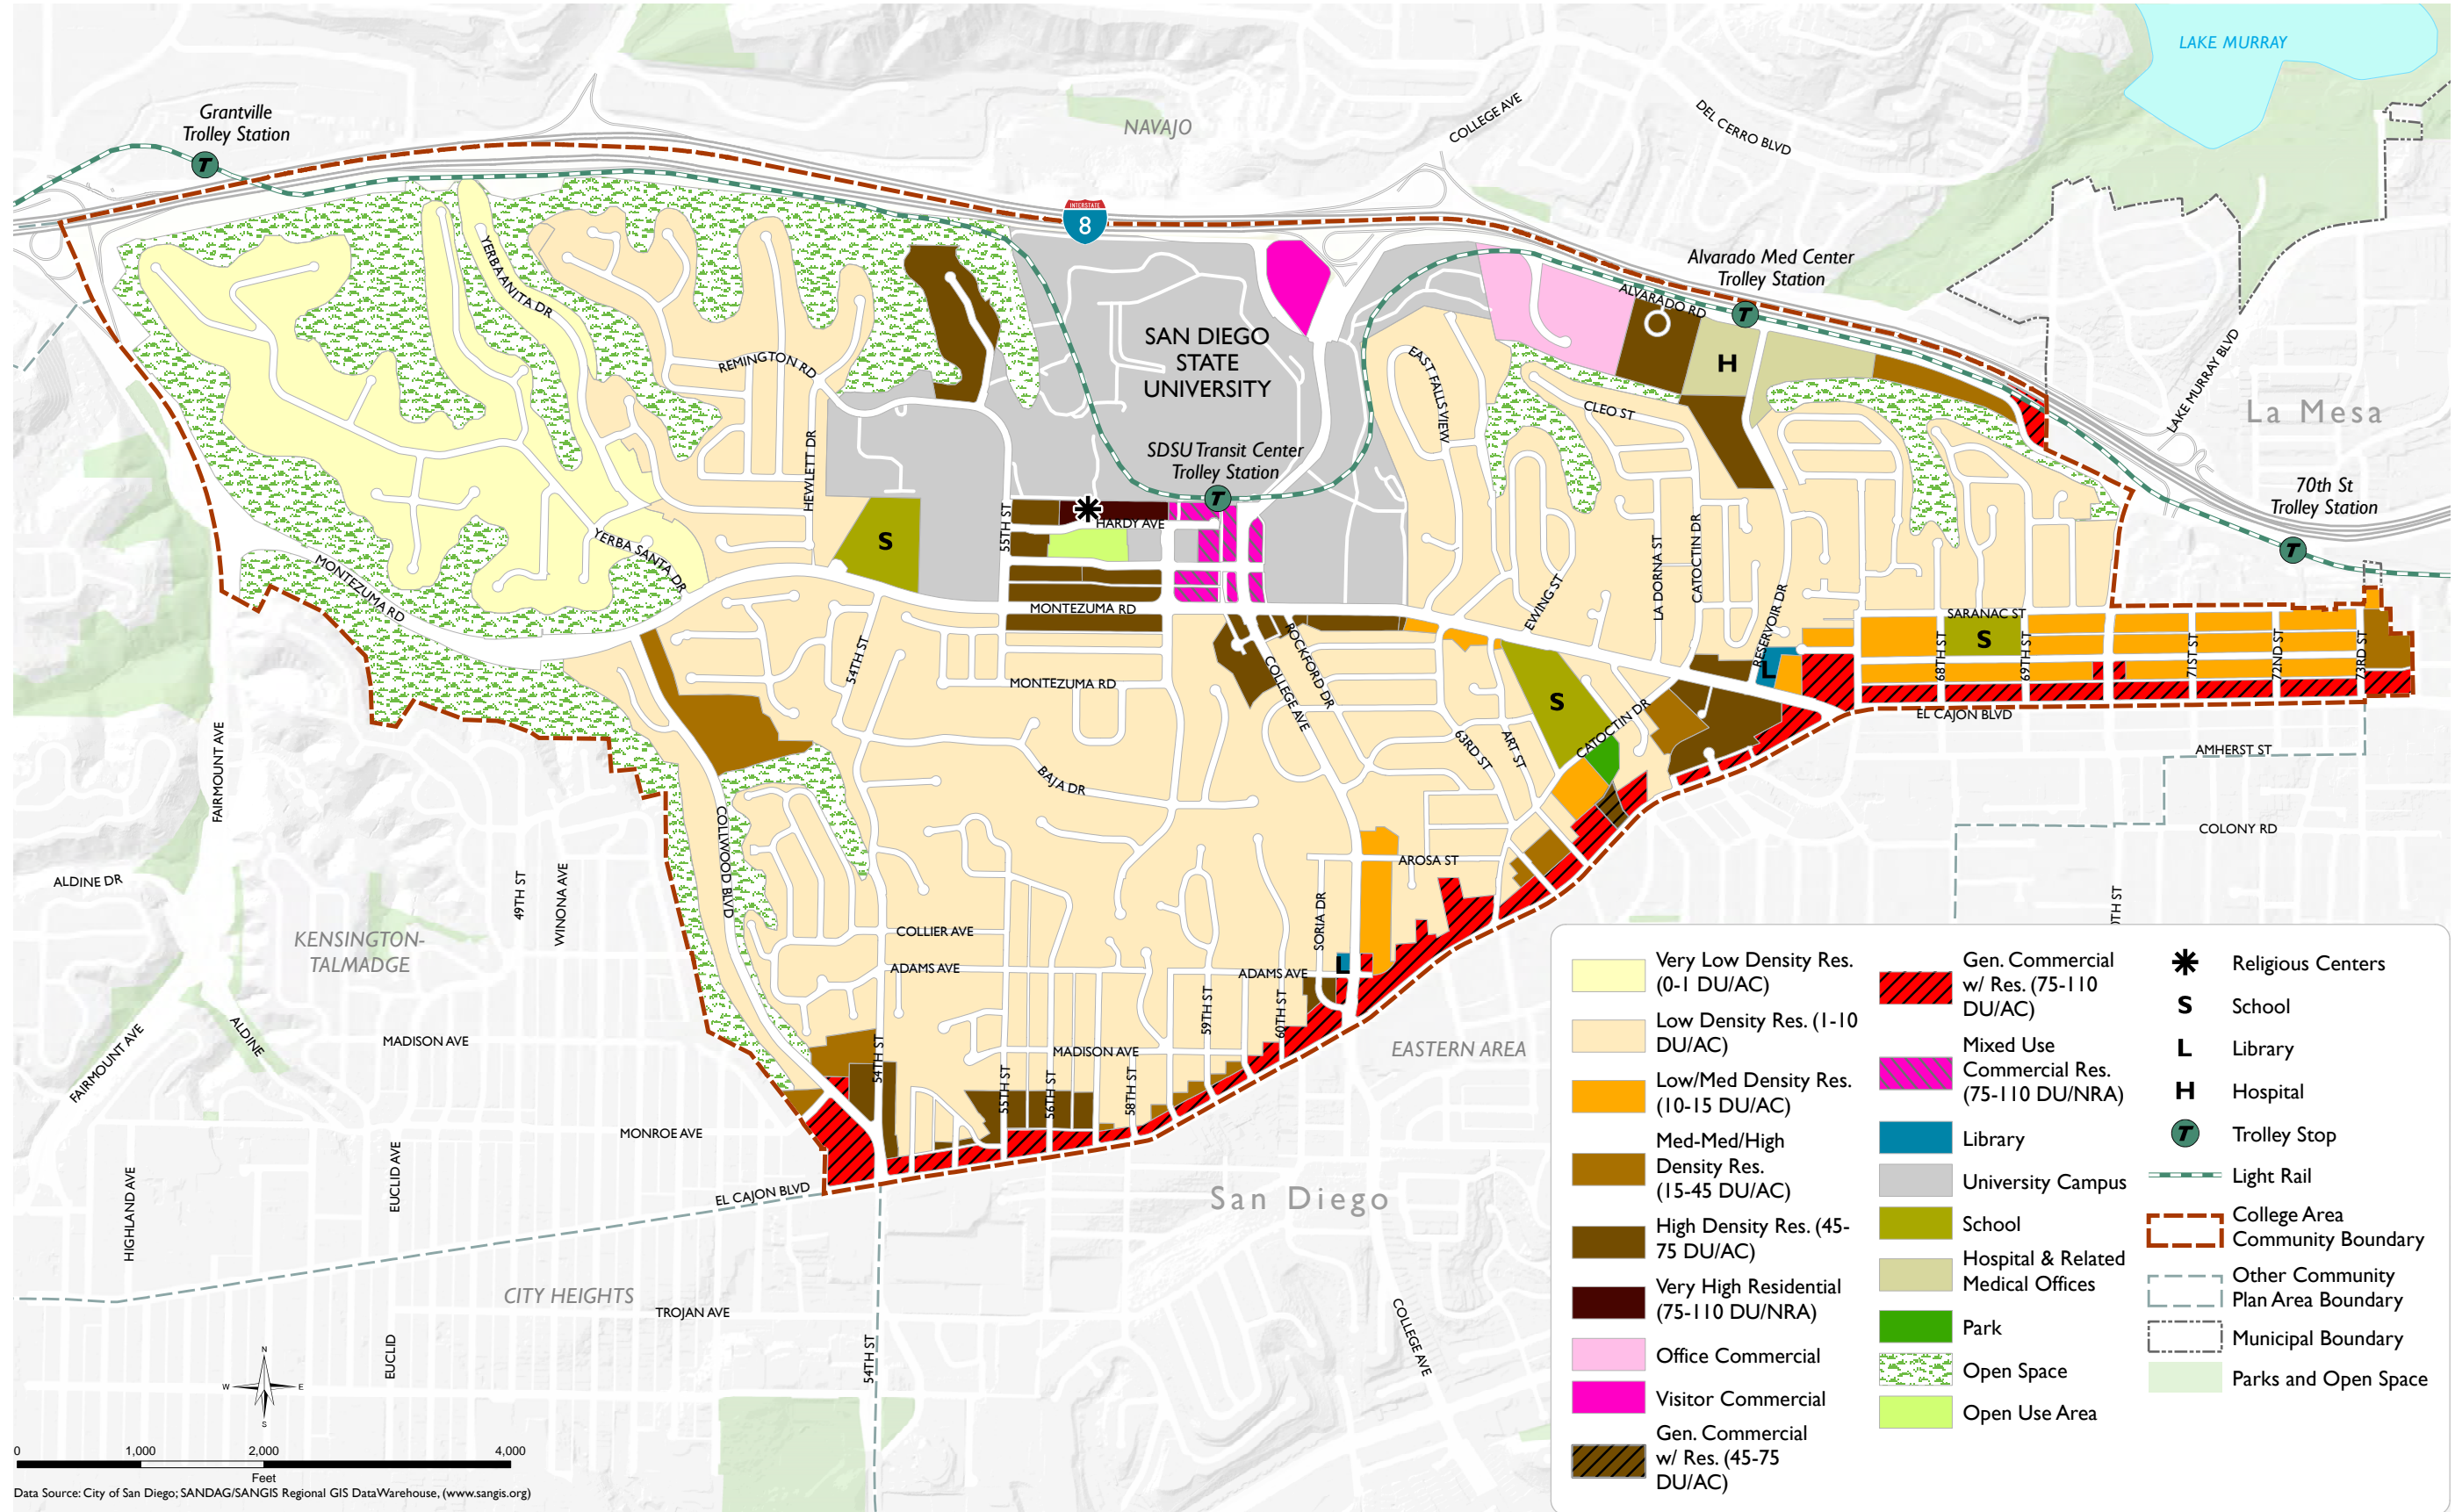 LAKE MURRAY
Grantville
Trolley Station
NAVAJO
COLLEGE AVE
DEL CERRO BLVD
INTERSTATE
8
Alvarado Med Center
Trolley Station
ALVARADO RD
H
LAKE MURRAY BLVD
La Mesa
YERBA ANITA DR
REMINGTON RD
HEWLETT DR
SAN DIEGO
STATE
UNIVERSITY
EAST FALLS VIEW
CLEO ST
SDSU Transit Center
Trolley Station
T
T
T
T
70th St
Trolley Station
55TH ST
HARDY AVE
S
YERBA SANTA DR
MONTEZUMA RD
MONTEZUMA RD
EWING ST
LA DORNA ST
CATOCTIN DR
RESERVOIR DR
SARANAC ST
S
68TH ST
69TH ST
71ST ST
72ND ST
73RD ST
L
54TH ST
MONTEZUMA RD
COLLEGE AVE
ROCKFORD DR
S
CATOCTIN DR
63RD ST
ART ST
EL CAJON BLVD
AMHERST ST
COLONY RD
FAIRMOUNT AVE
BAJA DR
COLLWOOD BLVD
AROSA ST
ALDINE DR
49TH ST
WINONA AVE
KENSINGTON-
TALMADGE
COLLIER AVE
ADAMS AVE
ADAMS AVE
SORIA DR
L
59TH ST
60TH ST
EASTERN AREA
FAIRMOUNT AVE
ALDINE
MADISON AVE
MADISON AVE
54TH ST
55TH ST
56TH ST
58TH ST
MONROE AVE
HIGHLAND AVE
EUCLID AVE
EL CAJON BLVD
San Diego
CITY HEIGHTS
TROJAN AVE
EUCLID
54TH ST
COLLEGE AVE
N
W
E
S
0
1,000
2,000
4,000
Feet
Data Source: City of San Diego; SANDAG/SANGIS Regional GIS DataWarehouse, (www.sangis.org)
Very Low Density Res.
(0-1 DU/AC)
Low Density Res. (1-10
DU/AC)
Low/Med Density Res.
(10-15 DU/AC)
Med-Med/High
Density Res.
(15-45 DU/AC)
High Density Res. (45-
75 DU/AC)
Very High Residential
(75-110 DU/NRA)
Office Commercial
Visitor Commercial
Gen. Commercial
w/ Res. (45-75
DU/AC)
Gen. Commercial
w/ Res. (75-110
DU/AC)
Mixed Use
Commercial Res.
(75-110 DU/NRA)
Library
University Campus
School
Hospital & Related
Medical Offices
Park
Open Space
Open Use Area
Religious Centers
S
School
L
Library
H
Hospital
T
Trolley Stop
Light Rail
College Area
Community Boundary
Other Community
Plan Area Boundary
Municipal Boundary
Parks and Open Space